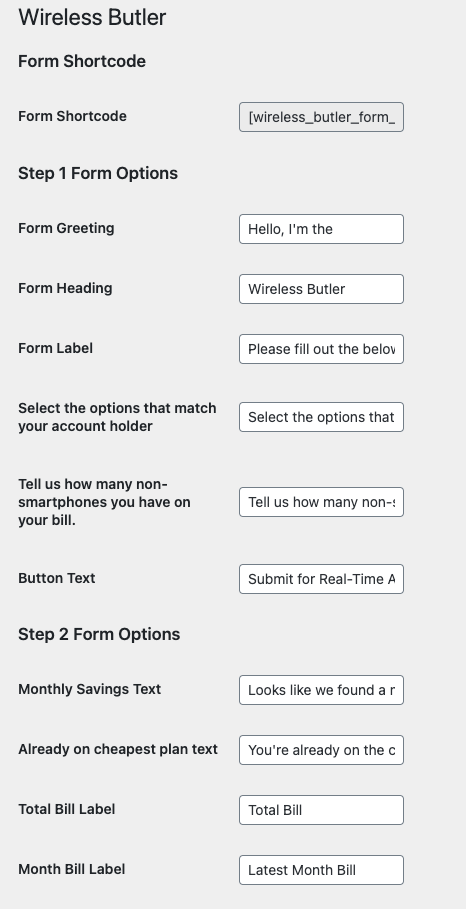 Wireless Butler
Form Shortcode
Form Shortcode
[wireless_butler_form_
Step 1 Form Options
Form Greeting
Hello, I'm the
Form Heading
Wireless Butler
Form Label
Please fill out the below
Select the options that match
your account holder
Select the options that
Tell us how many non-
smartphones you have on
your bill.
Tell us how many non-s
Button Text
Submit for Real-Time A
Step 2 Form Options
Monthly Savings Text
Looks like we found a r
Already on cheapest plan text
You're already on the c
Total Bill Label
Total Bill
Month Bill Label
Latest Month Bill